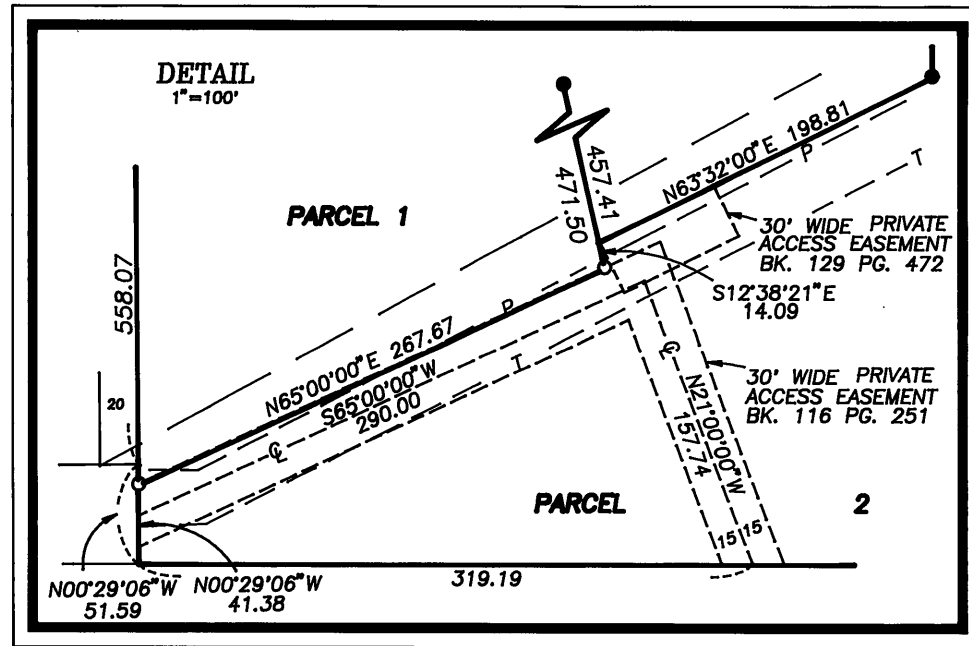 DETAIL
1"=100'
PARCEL 1
558.07
20
457.41
471.50
N63°32'00"E 198.81
P
T
30' WIDE PRIVATE
ACCESS EASEMENT
BK. 129 PG. 472
S12°38'21"E
14.09
N65°00'00"E 267.67
P
S65°00'00"W
290.00
T
℄
℄
N21°00'00"W
157.74
30' WIDE PRIVATE
ACCESS EASEMENT
BK. 116 PG. 251
PARCEL 2
15 15
N00°29'06"W
51.59
N00°29'06"W
41.38
319.19